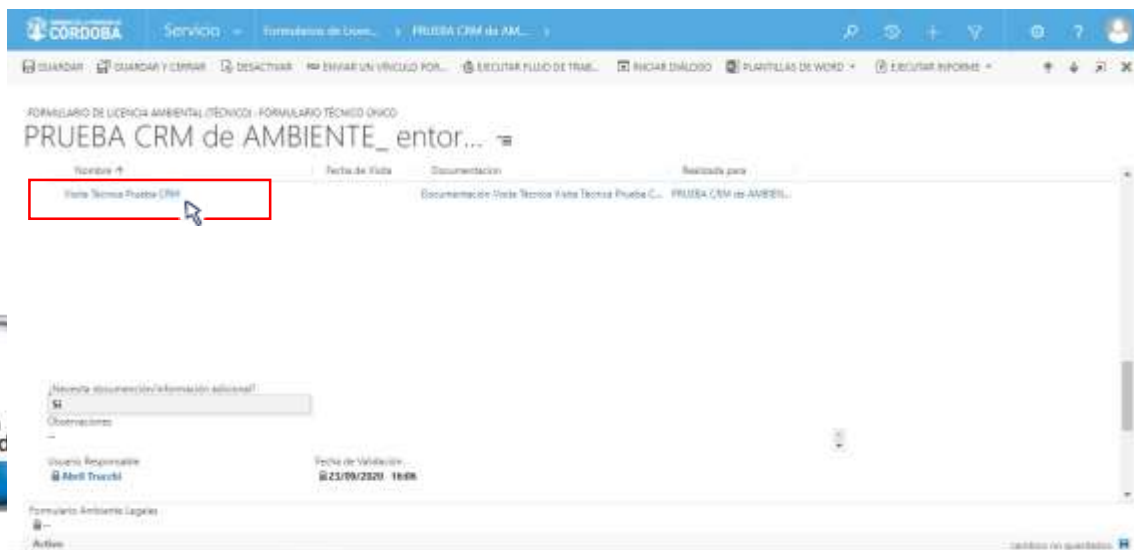 CÓRDOBA Servicio Formularios de Licen... PRUEBA CRM de AM...
GUARDAR GUARDAR Y CERRAR DESACTIVAR ENVIAR UN VÍNCULO POR... EJECUTAR FLUJO DE TRAB... INICIAR DIÁLOGO PLANTILLAS DE WORD EJECUTAR INFORME
FORMULARIO DE LICENCIA AMBIENTAL (TÉCNICO) : FORMULARIO TÉCNICO ÚNICO
PRUEBA CRM de AMBIENTE_ entor...
Nombre Fecha de Visita Documentación Realizada para
Visita Técnica Prueba CRM Documentación Visita Técnica Visita Técnica Prueba C... PRUEBA CRM de AMBIEN...
¿Necesita documención/información adicional?
Si
Observaciones
--
Usuario Responsable Fecha de Validación
Abril Trucchi 23/09/2020 16:06
Formulario Ambiente Legales
--
Activo cambios no guardados